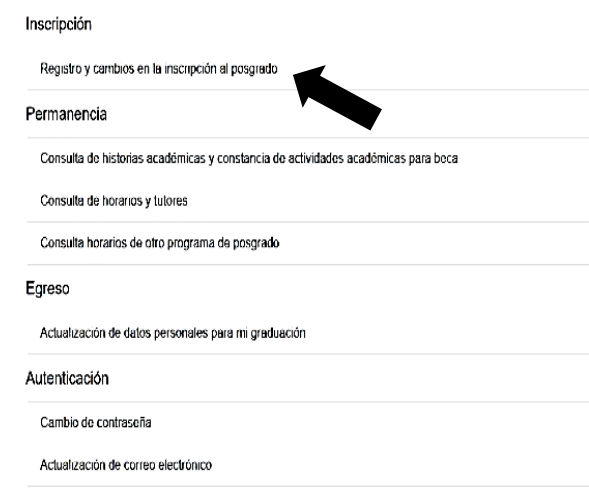 Inscripción
Registro y cambios en la inscripción al posgrado
Permanencia
Consulta de historias académicas y constancia de actividades académicas para beca
Consulta de horarios y tutores
Consulta horarios de otro programa de posgrado
Egreso
Actualización de datos personales para mi graduación
Autenticación
Cambio de contraseña
Actualización de correo electrónico